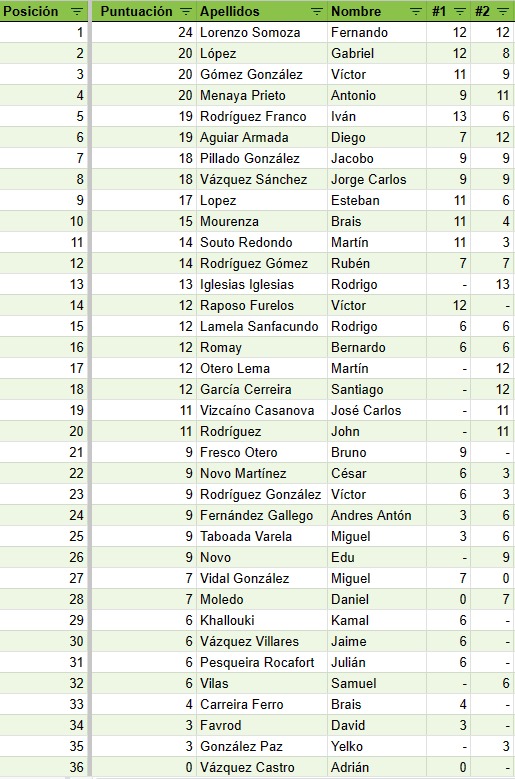 Posición Puntuación Apellidos Nombre #1 #2
1 24 Lorenzo Somoza Fernando 12 12
2 20 López Gabriel 12 8
3 20 Gómez González Víctor 11 9
4 20 Menaya Prieto Antonio 9 11
5 19 Rodríguez Franco Iván 13 6
6 19 Aguiar Armada Diego 7 12
7 18 Pillado González Jacobo 9 9
8 18 Vázquez Sánchez Jorge Carlos 9 9
9 17 Lopez Esteban 11 6
10 15 Mourenza Brais 11 4
11 14 Souto Redondo Martín 11 3
12 14 Rodríguez Gómez Rubén 7 7
13 13 Iglesias Iglesias Rodrigo - 13
14 12 Raposo Furelos Víctor 12 -
15 12 Lamela Sanfacundo Rodrigo 6 6
16 12 Romay Bernardo 6 6
17 12 Otero Lema Martín - 12
18 12 García Cerreira Santiago - 12
19 11 Vizcaíno Casanova José Carlos - 11
20 11 Rodríguez John - 11
21 9 Fresco Otero Bruno 9 -
22 9 Novo Martínez César 6 3
23 9 Rodríguez González Víctor 6 3
24 9 Fernández Gallego Andres Antón 3 6
25 9 Taboada Varela Miguel 3 6
26 9 Novo Edu - 9
27 7 Vidal González Miguel 7 0
28 7 Moledo Daniel 0 7
29 6 Khallouki Kamal 6 -
30 6 Vázquez Villares Jaime 6 -
31 6 Pesqueira Rocafort Julián 6 -
32 6 Vilas Samuel - 6
33 4 Carreira Ferro Brais 4 -
34 3 Favrod David 3 -
35 3 González Paz Yelko - 3
36 0 Vázquez Castro Adrián 0 -